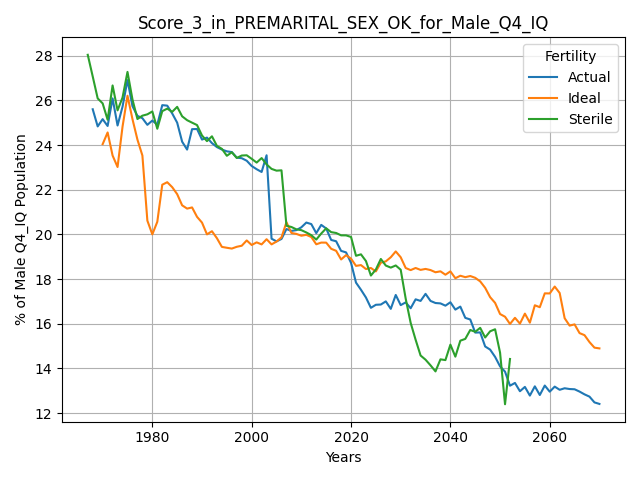 Score_3_in_PREMARITAL_SEX_OK_for_Male_Q4_IQ
Fertility
Actual
Ideal
Sterile
% of Male Q4_IQ Population
28
26
24
22
20
18
16
14
12
1980
2000
2020
2040
2060
Years